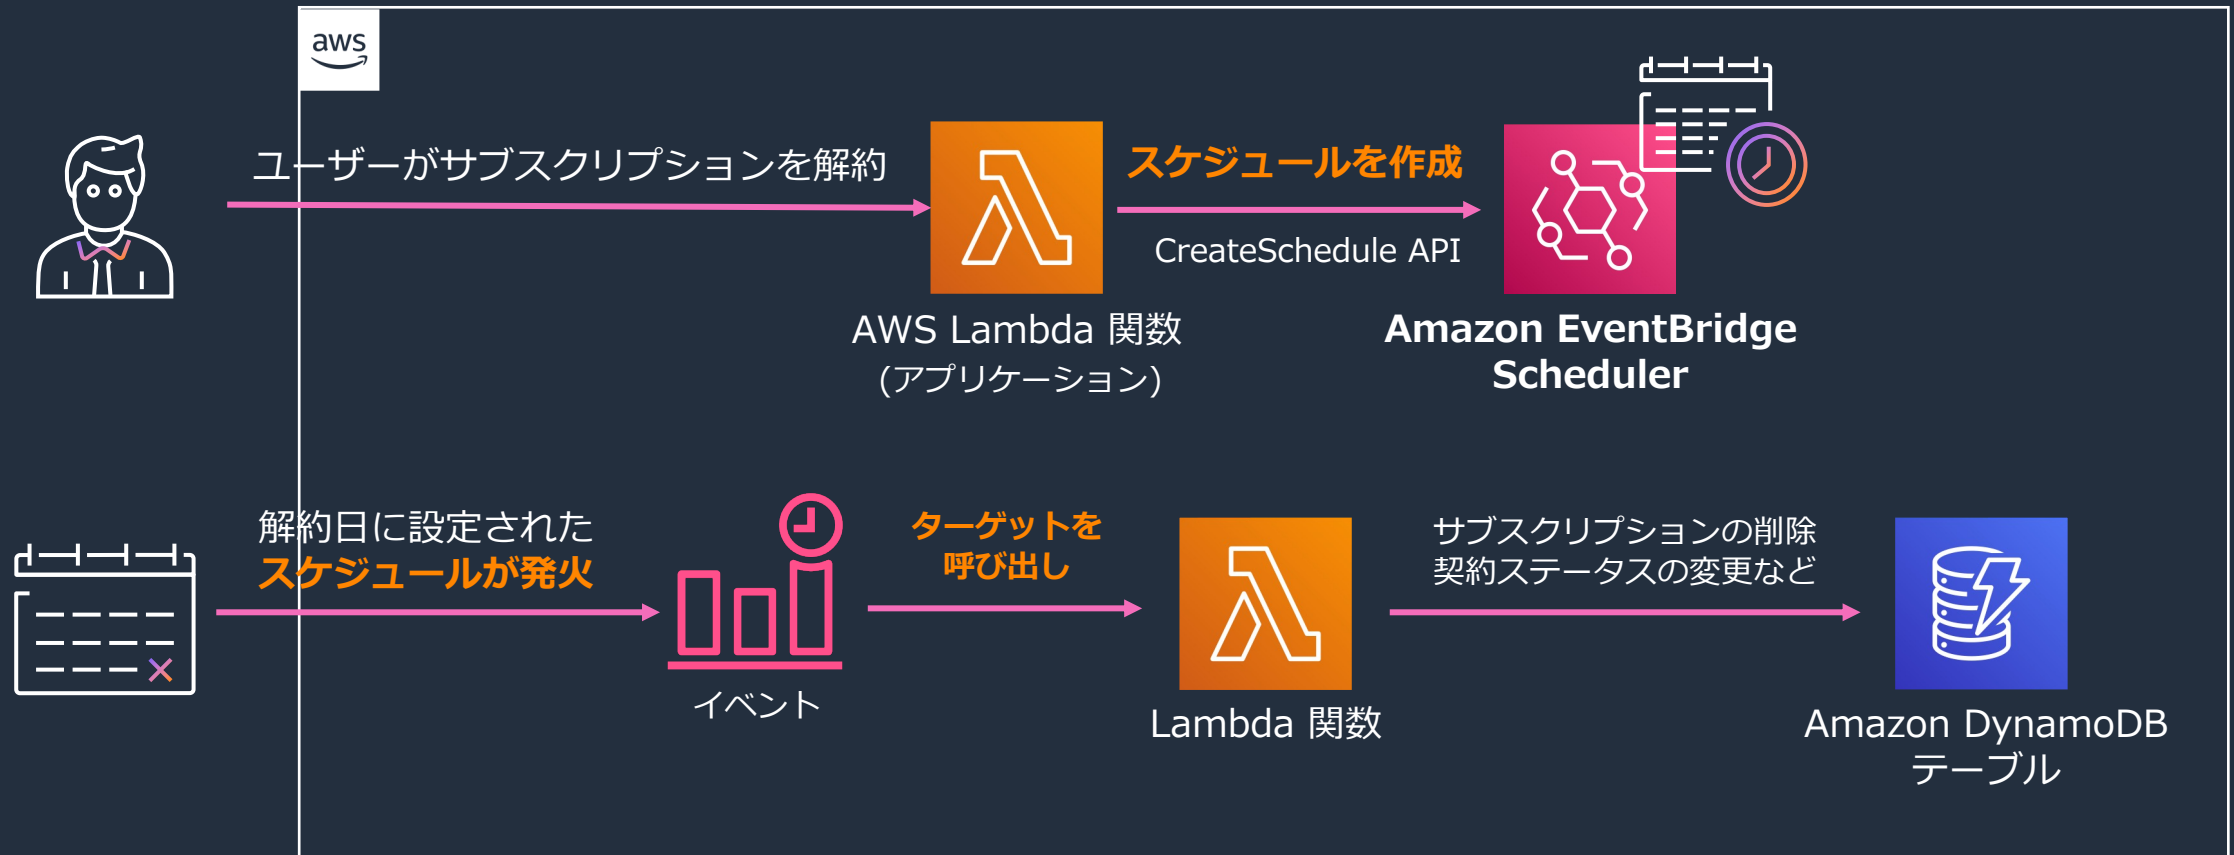 aws
ユーザーがサブスクリプションを解約
スケジュールを作成
CreateSchedule API
AWS Lambda 関数
(アプリケーション)
Amazon EventBridge
Scheduler
解約日に設定された
スケジュールが発火
イベント
ターゲットを
呼び出し
Lambda 関数
サブスクリプションの削除
契約ステータスの変更など
Amazon DynamoDB
テーブル